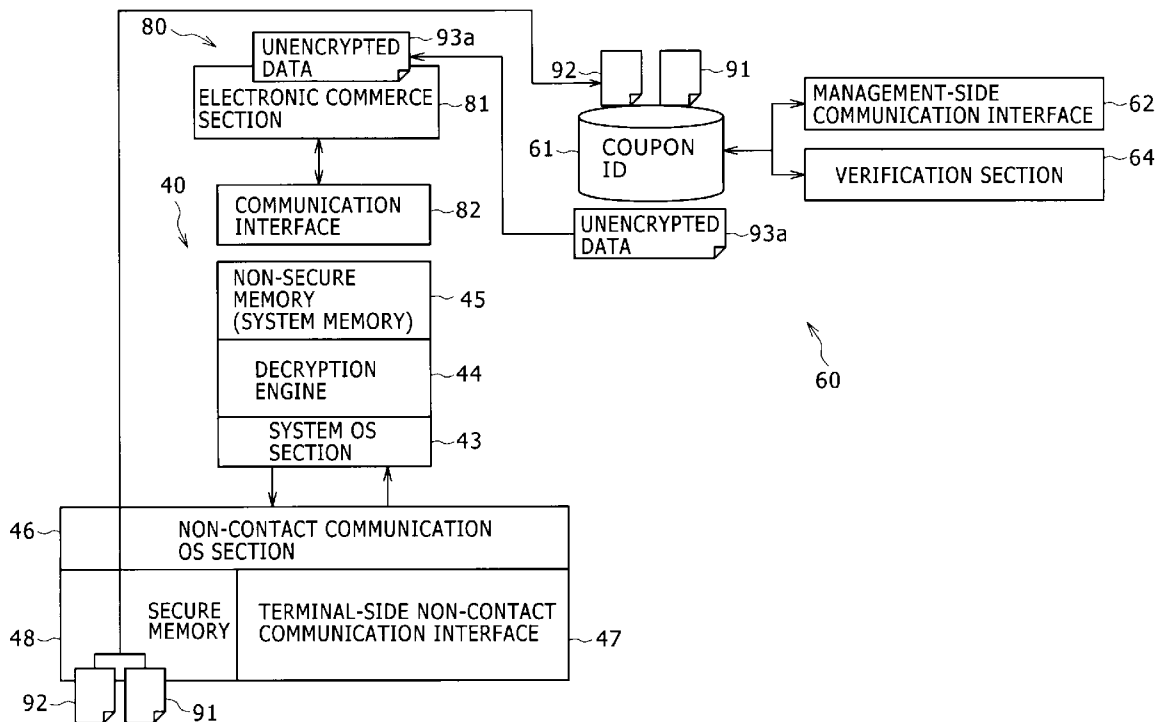 80
UNENCRYPTED
DATA
93a
ELECTRONIC COMMERCE
SECTION
81
92
91
61
COUPON
ID
MANAGEMENT-SIDE
COMMUNICATION INTERFACE
62
VERIFICATION SECTION
64
40
COMMUNICATION
INTERFACE
82
UNENCRYPTED
DATA
93a
NON-SECURE
MEMORY
(SYSTEM MEMORY)
45
DECRYPTION
ENGINE
44
60
SYSTEM OS
SECTION
43
46
NON-CONTACT COMMUNICATION
OS SECTION
48
SECURE
MEMORY
TERMINAL-SIDE NON-CONTACT
COMMUNICATION INTERFACE
47
92
91